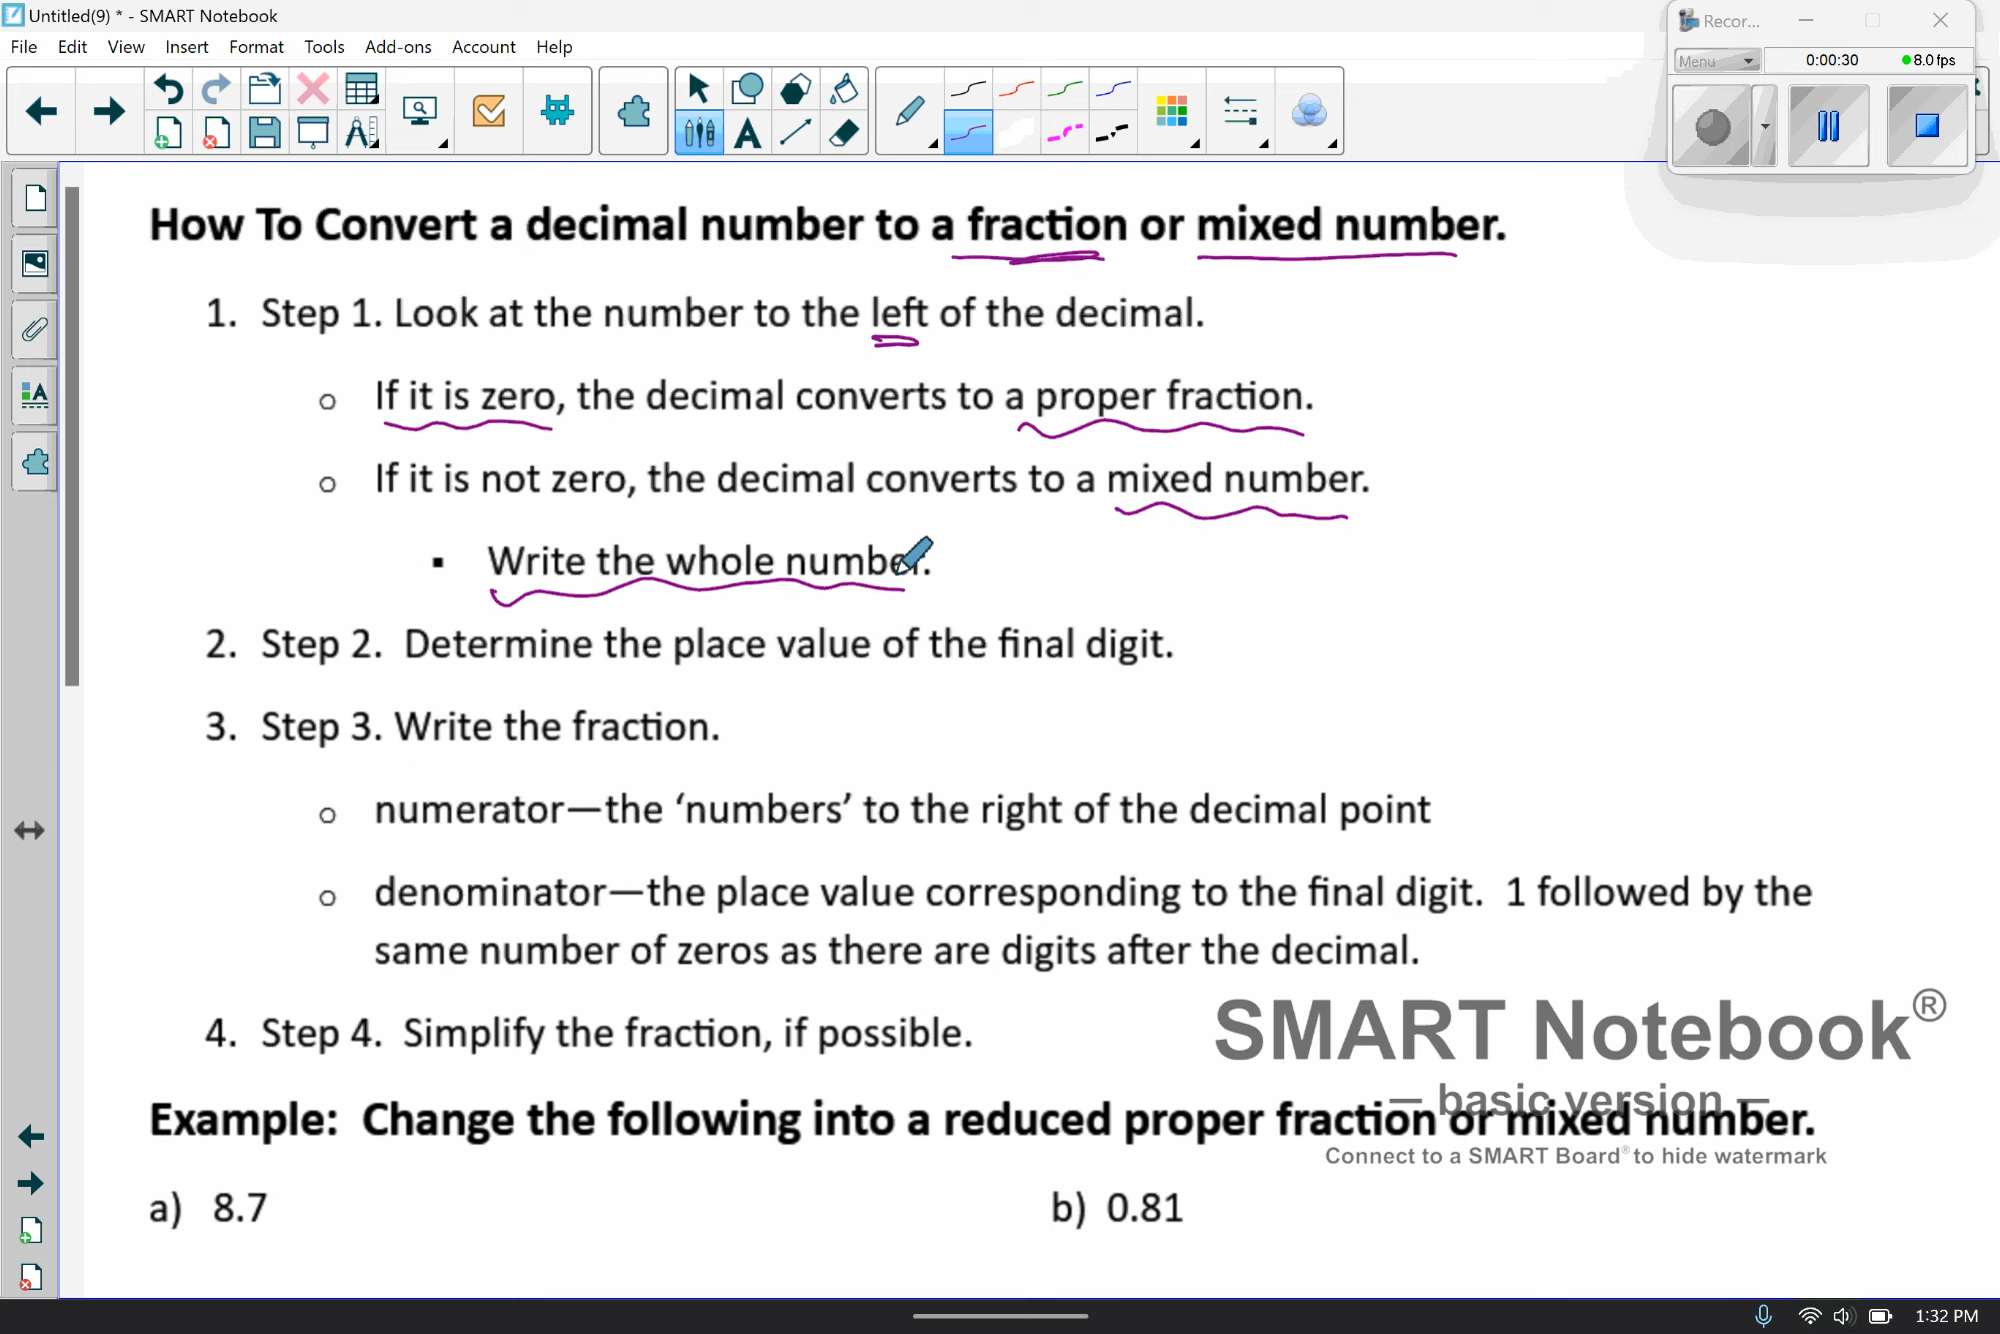 Untitled(9) * - SMART Notebook
Recor...
File Edit View Insert Format Tools Add-ons Account Help
Menu 0:00:30 8.0 fps
How To Convert a decimal number to a fraction or mixed number.
1. Step 1. Look at the number to the left of the decimal.
o If it is zero, the decimal converts to a proper fraction.
o If it is not zero, the decimal converts to a mixed number.
▪ Write the whole number.
2. Step 2. Determine the place value of the final digit.
3. Step 3. Write the fraction.
o numerator—the ‘numbers’ to the right of the decimal point
o denominator—the place value corresponding to the final digit. 1 followed by the
same number of zeros as there are digits after the decimal.
4. Step 4. Simplify the fraction, if possible.
SMART Notebook®
— basic version —
Example: Change the following into a reduced proper fraction or mixed number.
Connect to a SMART Board® to hide watermark
a) 8.7 b) 0.81
1:32 PM